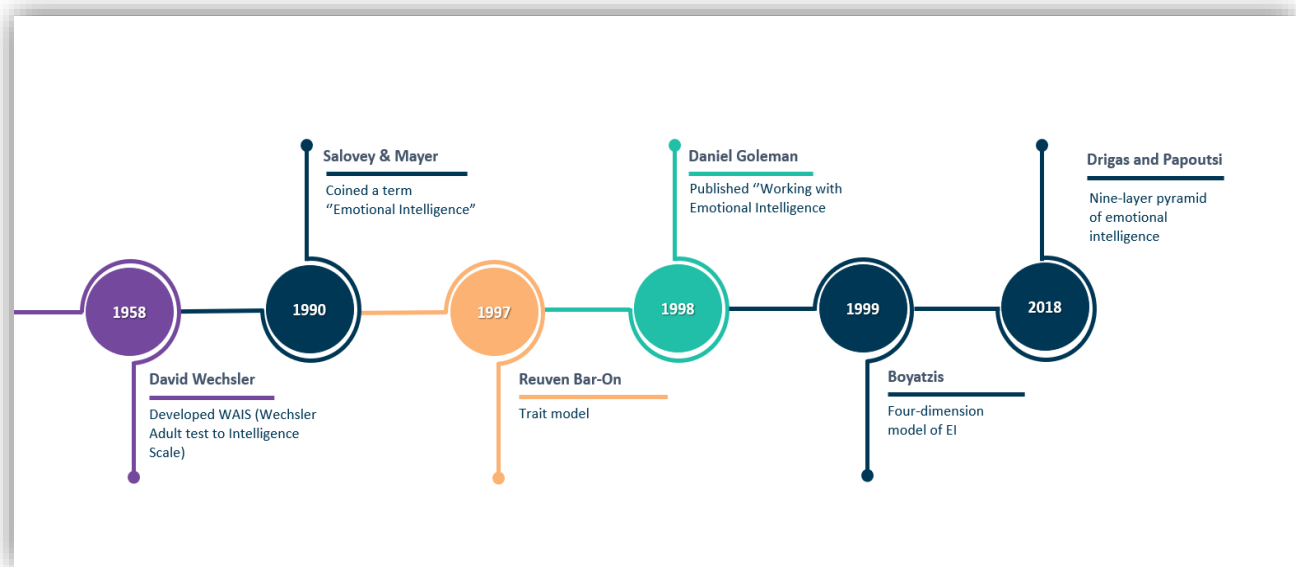 1958
David Wechsler
Developed WAIS (Wechsler
Adult test to Intelligence
Scale)
1990
Salovey & Mayer
Coined a term
‘’Emotional Intelligence”
1997
Reuven Bar-On
Trait model
1998
Daniel Goleman
Published ‘’Working with
Emotional Intelligence
1999
Boyatzis
Four-dimension
model of EI
2018
Drigas and Papoutsi
Nine-layer pyramid
of emotional
intelligence